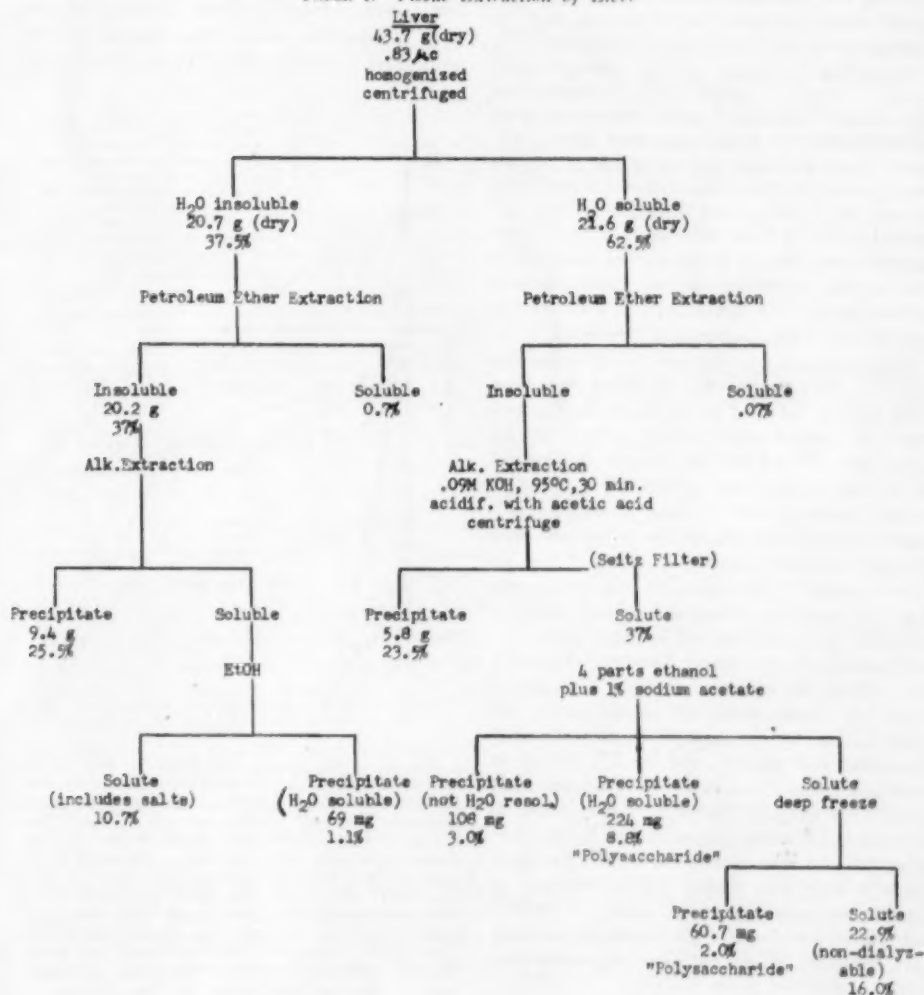 Liver
43.7 g(dry)
.83 μc
homogenized
centrifuged
H2O insoluble
20.7 g (dry)
37.5%
H2O soluble
21.6 g (dry)
62.5%
Petroleum Ether Extraction
Petroleum Ether Extraction
Insoluble
20.2 g
37%
Soluble
0.7%
Insoluble
Soluble
.07%
Alk.Extraction
Alk. Extraction
.09M KOH, 95°C,30 min.
acidif. with acetic acid
centrifuge
(Seitz Filter)
Precipitate
9.4 g
25.5%
Soluble
Precipitate
5.8 g
23.5%
Solute
37%
EtOH
4 parts ethanol
plus 1% sodium acetate
Solute
(includes salts)
10.7%
Precipitate
(H2O soluble)
69 mg
1.1%
Precipitate
(not H2O resol.)
108 mg
3.0%
Precipitate
(H2O soluble)
224 mg
8.8%
"Polysaccharide"
Solute
deep freeze
Precipitate
60.7 mg
2.0%
"Polysaccharide"
Solute
22.9%
(non-dialyz-
able)
16.0%